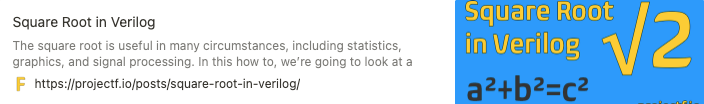 Square Root in Verilog
The square root is useful in many circumstances, including statistics,
graphics, and signal processing. In this how to, we're going to look at a
F https://projectf.io/posts/square-root-in-verilog/
Square Root
in Verilog
√2
a²+b²=c²